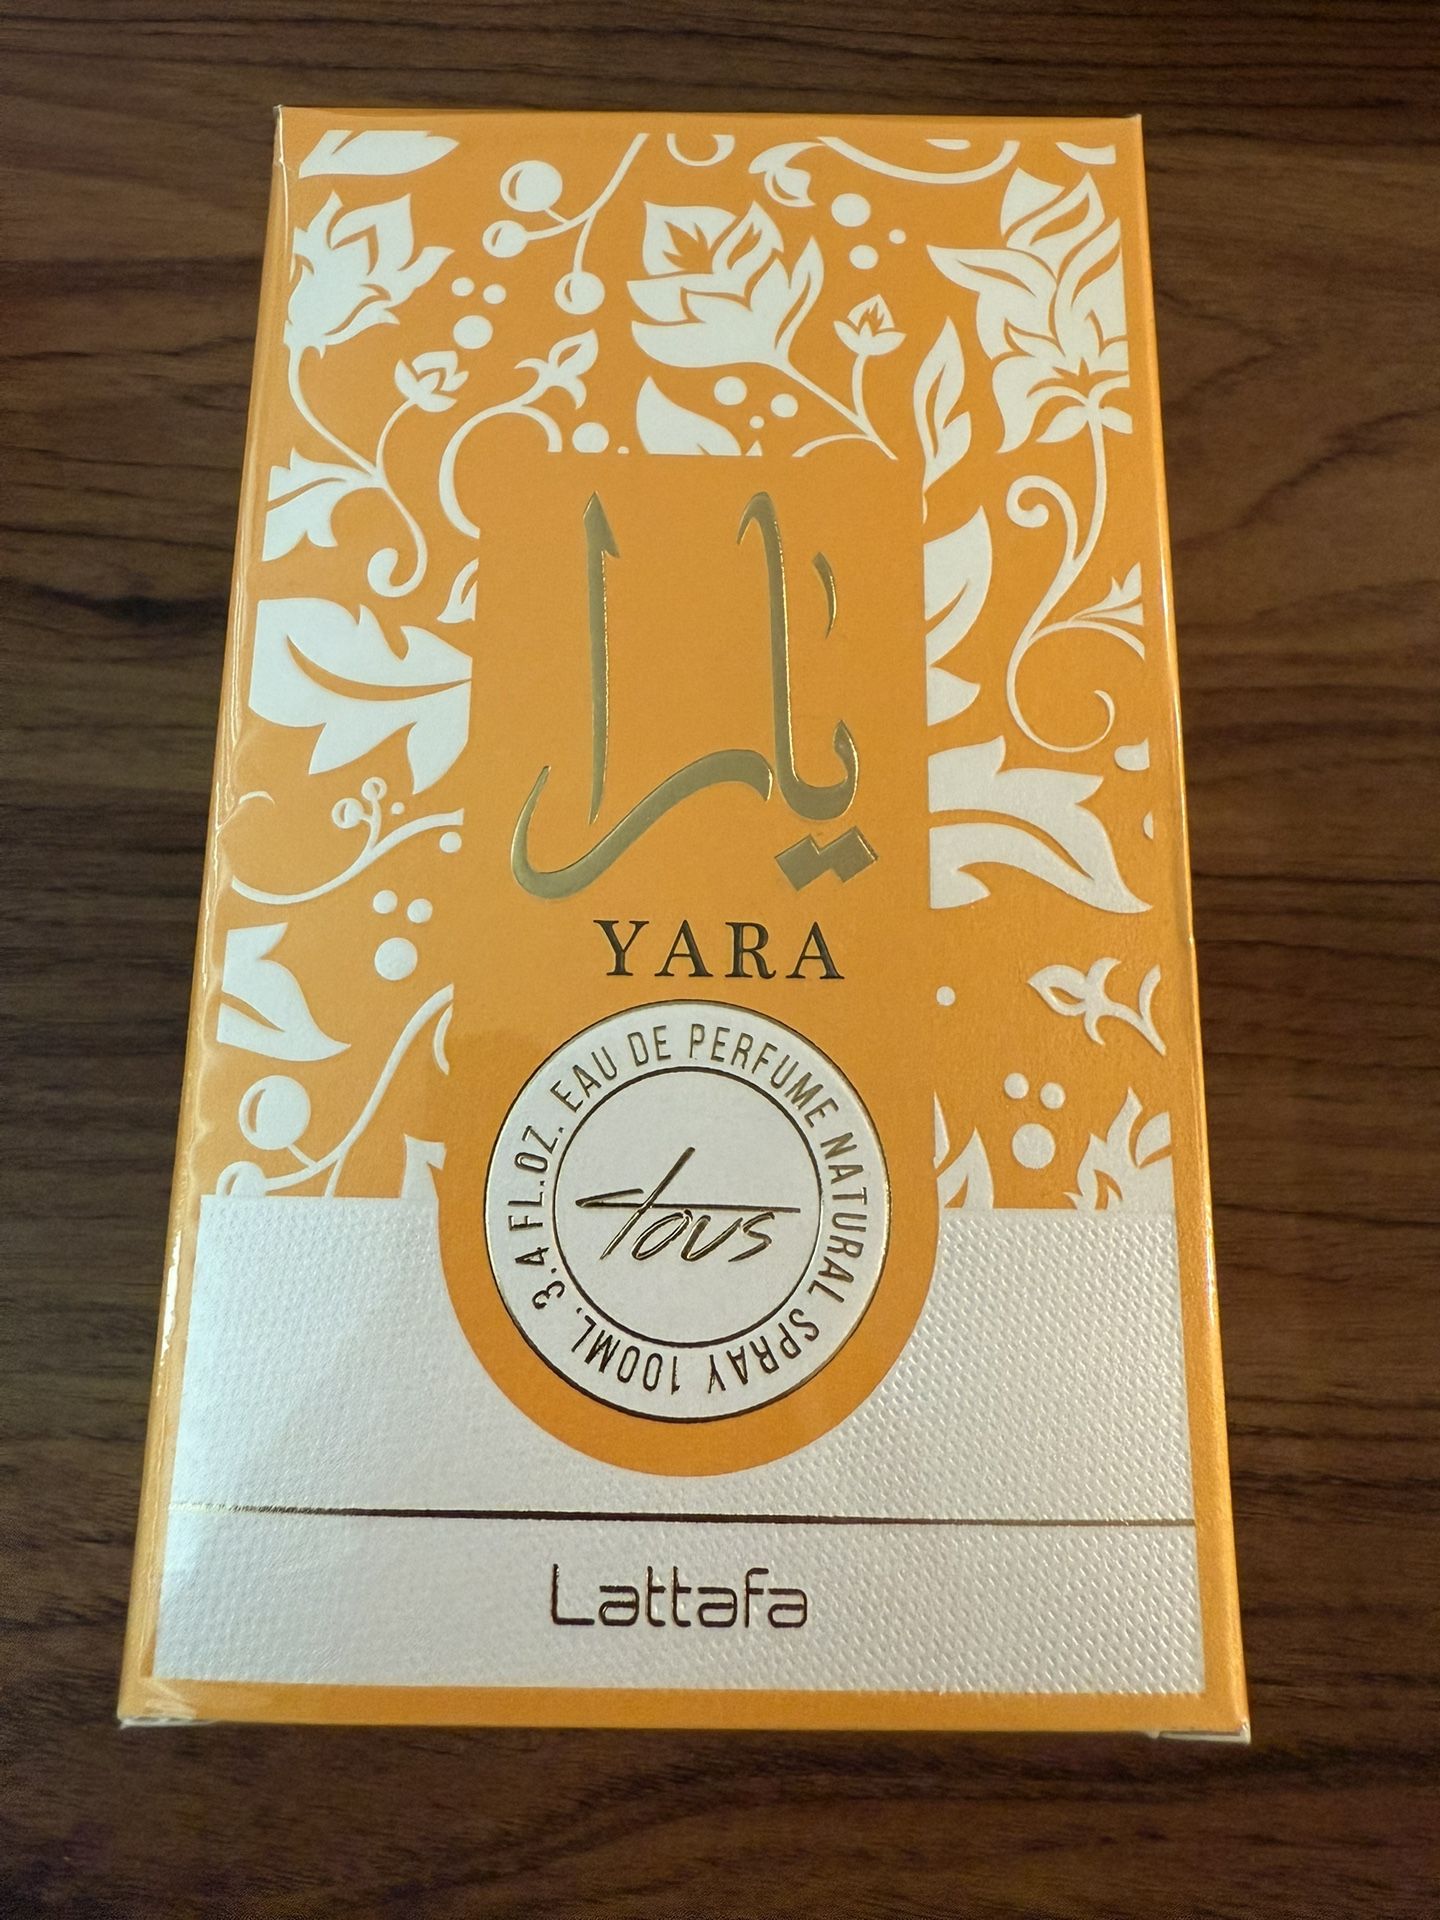 يارا
YARA
3.4 FL.OZ. EAU DE PERFUME NATURAL SPRAY 100ML.
tous
Lattafa